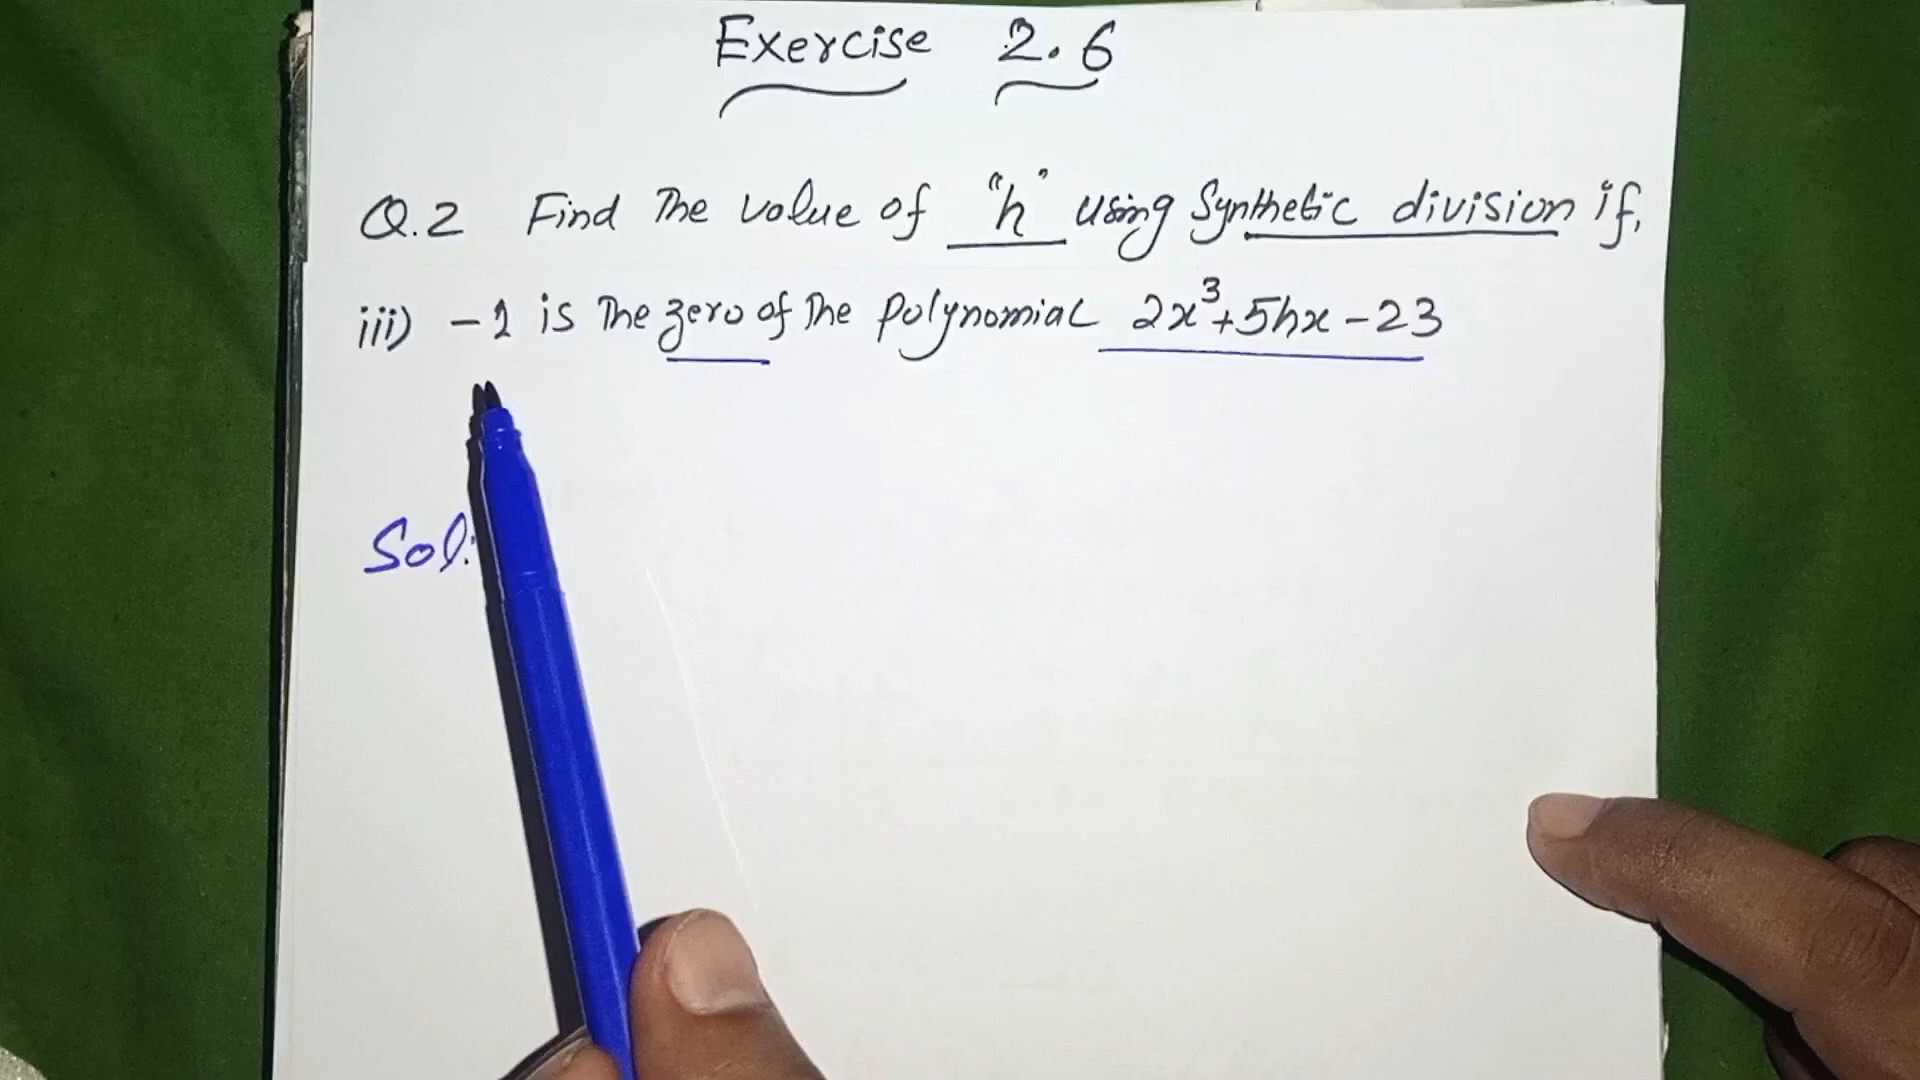 Exercise 2.6
Q.2 Find The value of "h" using Synthetic division if,
iii) -1 is The zero of The polynomial 2x³+5hx-23
Sol: